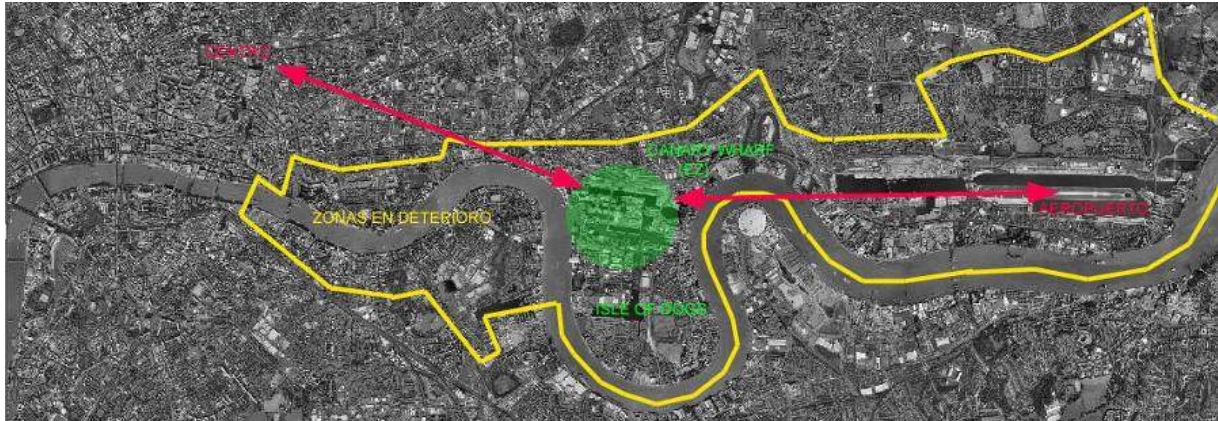 CENTRO
CANARY WHARF
(EZ)
AEROPUERTO
ZONAS EN DETERIORO
ISLE OF DOGS